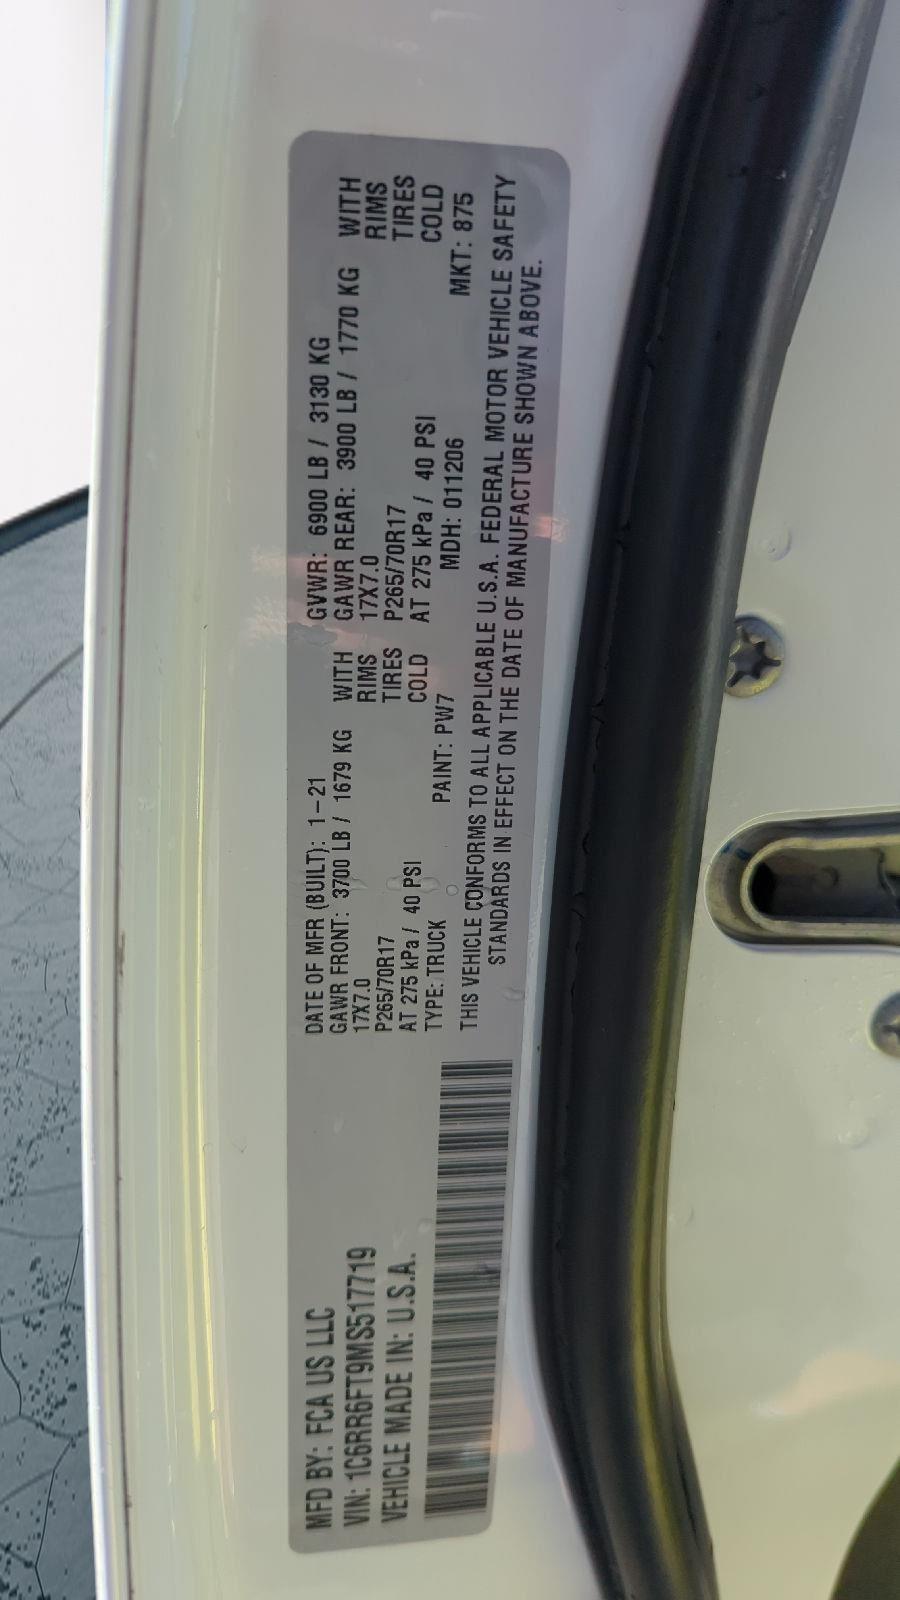 MFD BY: FCA US LLC
VIN: 1C6RR6FT9MS517719
VEHICLE MADE IN: U.S.A.
DATE OF MFR (BUILT): 1-21 GVWR: 6900 LB / 3130 KG
GAWR FRONT: 3700 LB / 1679 KG WITH GAWR REAR: 3900 LB / 1770 KG WITH
17X7.0 RIMS 17X7.0 RIMS
P265/70R17 TIRES P265/70R17 TIRES
AT 275 kPa / 40 PSI COLD AT 275 kPa / 40 PSI COLD
TYPE: TRUCK PAINT: PW7 MDH: 011206 MKT: 875
THIS VEHICLE CONFORMS TO ALL APPLICABLE U.S.A. FEDERAL MOTOR VEHICLE SAFETY
STANDARDS IN EFFECT ON THE DATE OF MANUFACTURE SHOWN ABOVE.